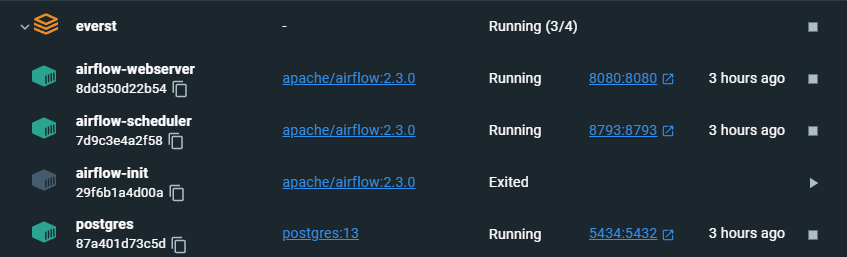 everst - Running (3/4)
airflow-webserver
8dd350d22b54 apache/airflow:2.3.0 Running 8080:8080 3 hours ago
airflow-scheduler
7d9c3e4a2f58 apache/airflow:2.3.0 Running 8793:8793 3 hours ago
airflow-init
29f6b1a4d00a apache/airflow:2.3.0 Exited
postgres
87a401d73c5d postgres:13 Running 5434:5432 3 hours ago